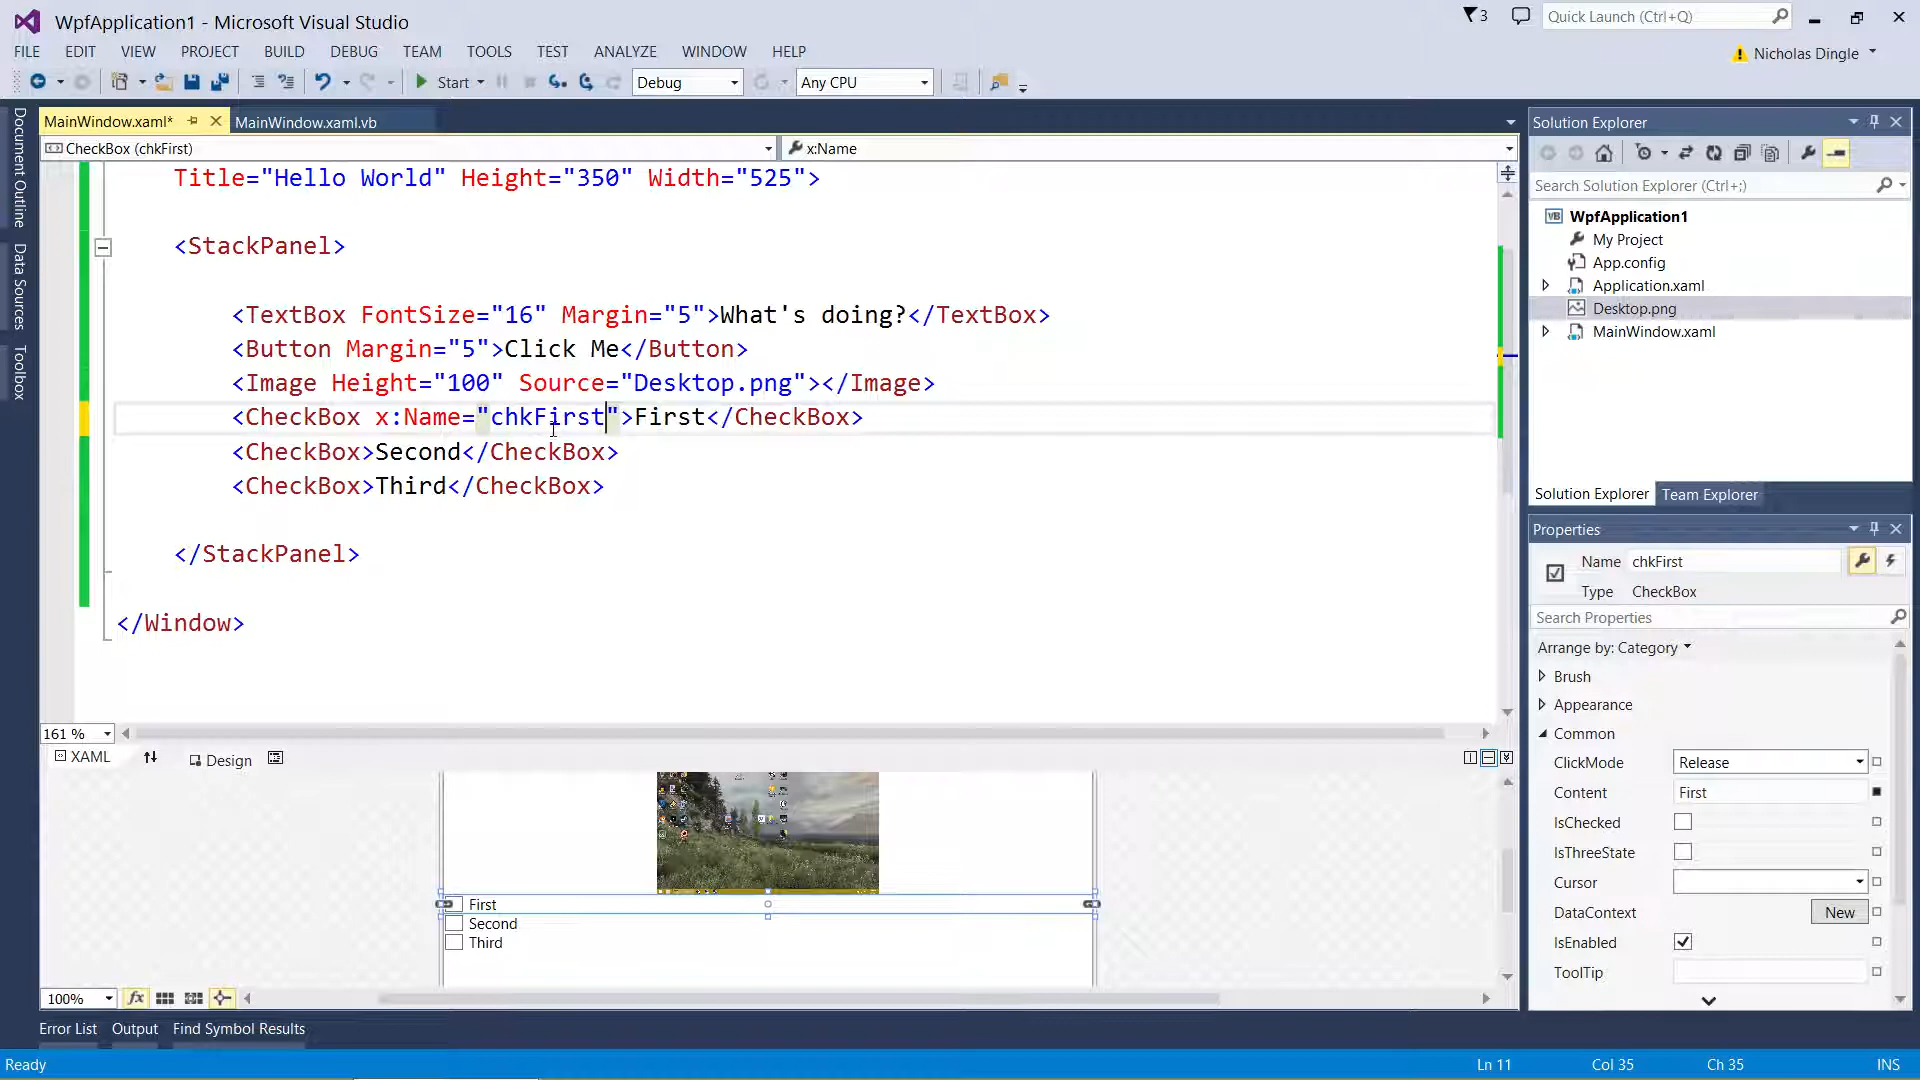 WpfApplication1 - Microsoft Visual Studio
3
Quick Launch (Ctrl+Q)
FILE EDIT VIEW PROJECT BUILD DEBUG TEAM TOOLS TEST ANALYZE WINDOW HELP
Nicholas Dingle
Start
Debug
Any CPU
Document Outline
Data Sources
Toolbox
MainWindow.xaml*
MainWindow.xaml.vb
CheckBox (chkFirst)
x:Name
Title="Hello World" Height="350" Width="525">
<StackPanel>
<TextBox FontSize="16" Margin="5">What's doing?</TextBox>
<Button Margin="5">Click Me</Button>
<Image Height="100" Source="Desktop.png"></Image>
<CheckBox x:Name="chkFirst">First</CheckBox>
<CheckBox>Second</CheckBox>
<CheckBox>Third</CheckBox>
</StackPanel>
</Window>
161 %
XAML
Design
First
Second
Third
100%
fx
Error List
Output
Find Symbol Results
Solution Explorer
Search Solution Explorer (Ctrl+;)
VB WpfApplication1
My Project
App.config
Application.xaml
Desktop.png
MainWindow.xaml
Solution Explorer
Team Explorer
Properties
Name chkFirst
Type CheckBox
Search Properties
Arrange by: Category
Brush
Appearance
Common
ClickMode Release
Content First
IsChecked
IsThreeState
Cursor
DataContext New
IsEnabled
ToolTip
Ready
Ln 11
Col 35
Ch 35
INS